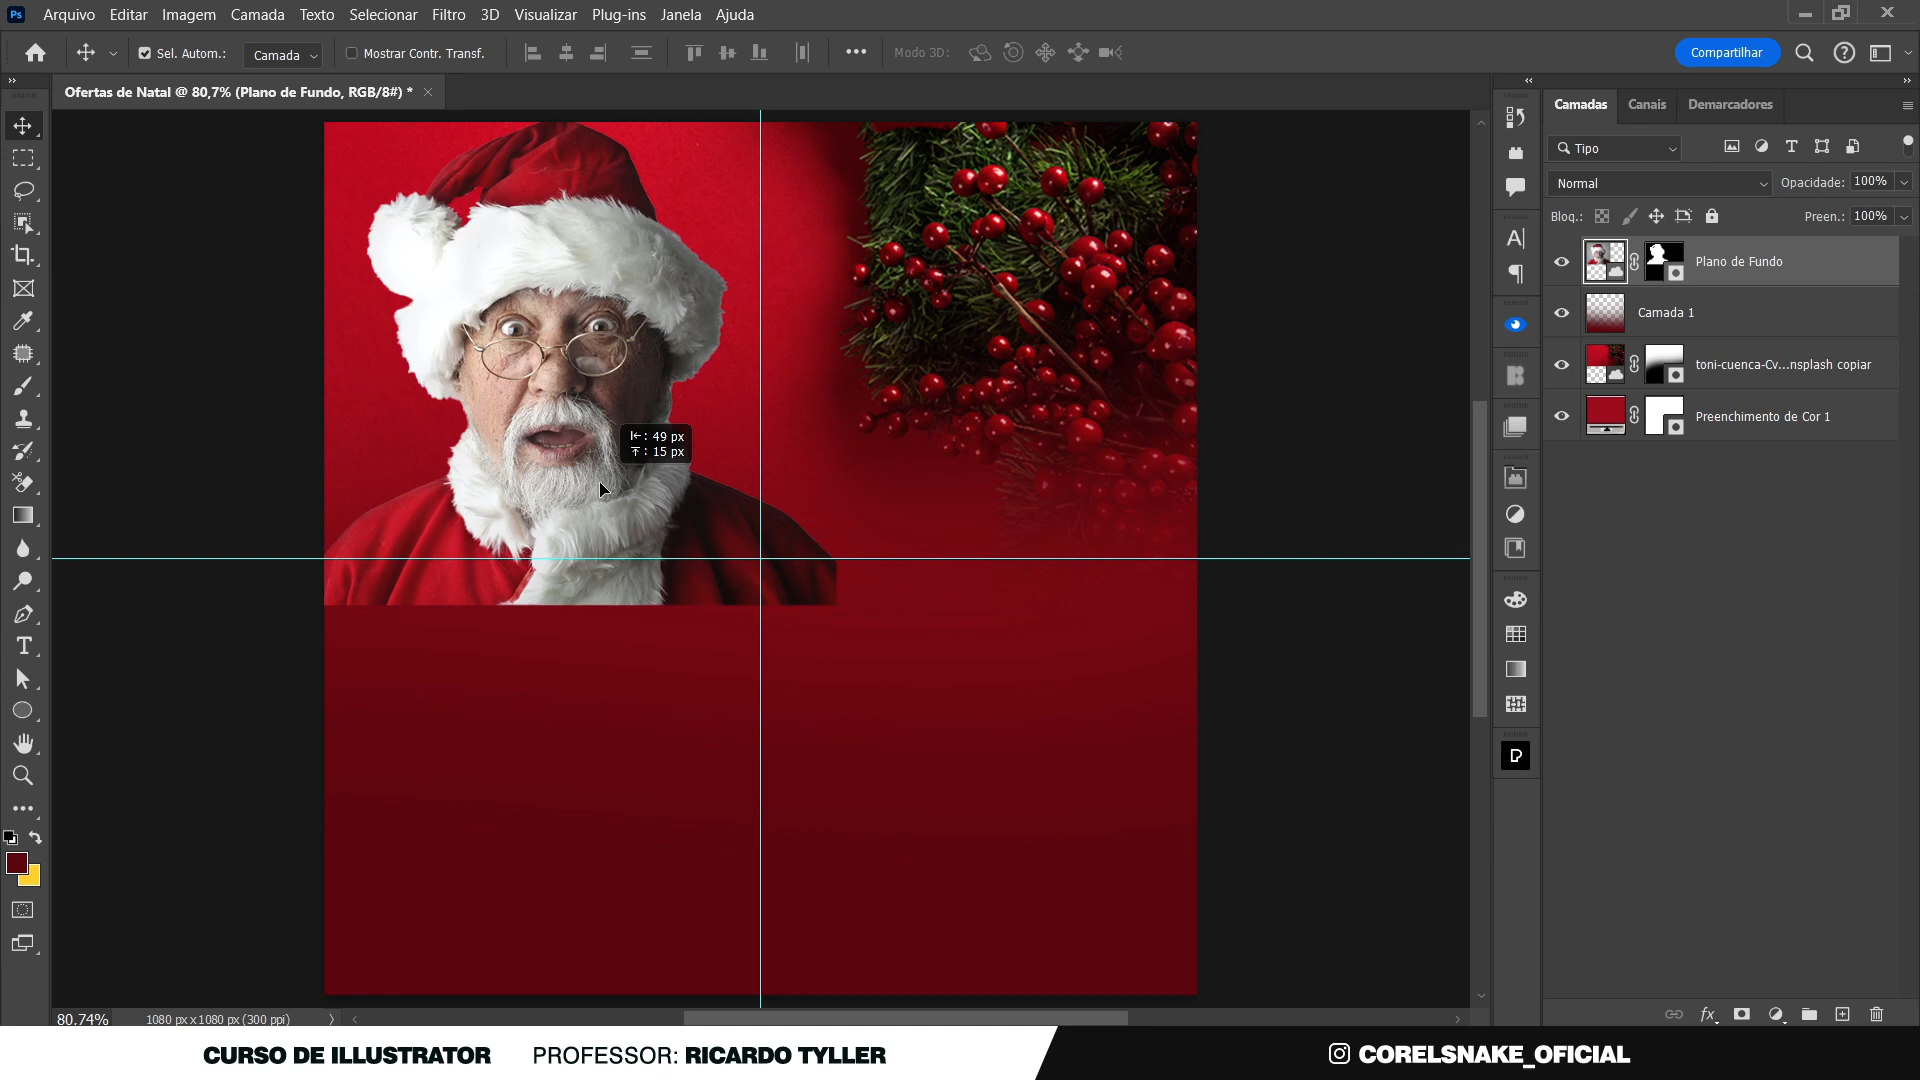 Ps Arquivo Editar Imagem Camada Texto Selecionar Filtro 3D Visualizar Plug-ins Janela Ajuda
Sel. Autom.: Camada Mostrar Contr. Transf. Modo 3D: Compartilhar
Ofertas de Natal @ 80,7% (Plano de Fundo, RGB/8#) *
Camadas Canais Demarcadores
Tipo
Normal Opacidade: 100%
Bloq.: Preen.: 100%
Plano de Fundo
Camada 1
toni-cuenca-Cv...nsplash copiar
Preenchimento de Cor 1
: 49 px
: 15 px
80,74% 1080 px x 1080 px (300 ppi)
fx
CURSO DE ILLUSTRATOR PROFESSOR: RICARDO TYLLER
CORELSNAKE_OFICIAL